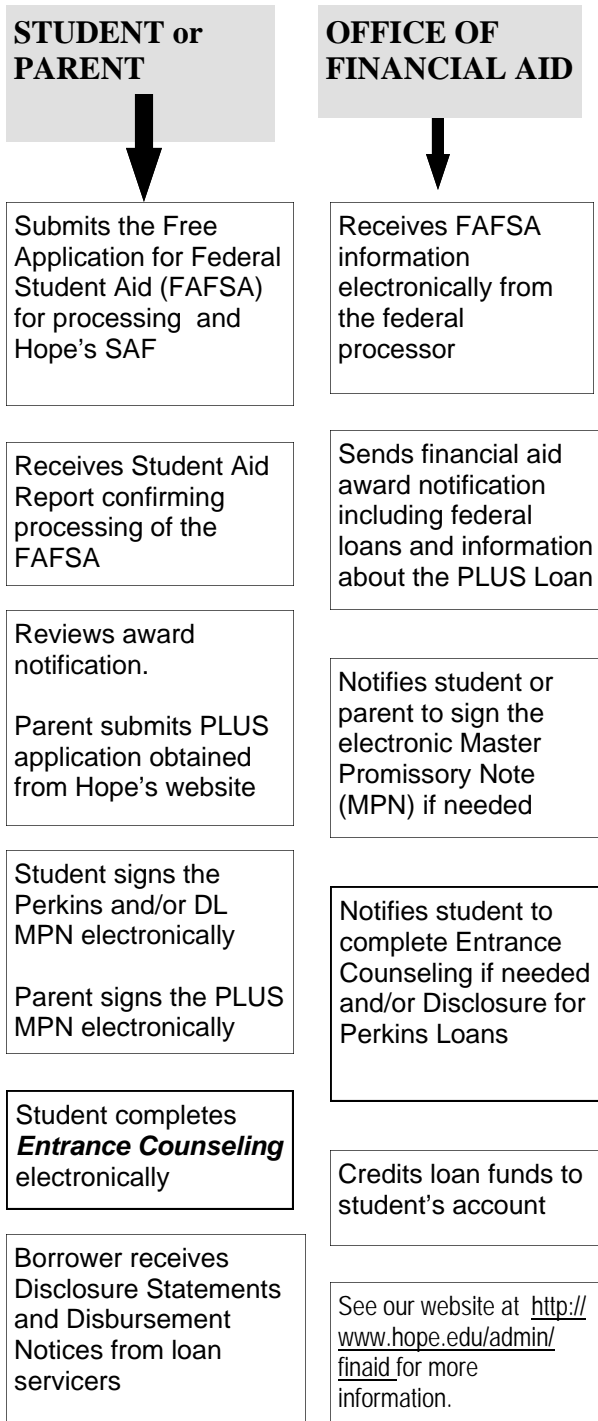 STUDENT or
PARENT
Submits the Free
Application for Federal
Student Aid (FAFSA)
for processing and
Hope's SAF
Receives Student Aid
Report confirming
processing of the
FAFSA
Reviews award
notification.
Parent submits PLUS
application obtained
from Hope's website
Student signs the
Perkins and/or DL
MPN electronically
Parent signs the PLUS
MPN electronically
Student completes
Entrance Counseling
electronically
Borrower receives
Disclosure Statements
and Disbursement
Notices from loan
servicers
OFFICE OF
FINANCIAL AID
Receives FAFSA
information
electronically from
the federal
processor
Sends financial aid
award notification
including federal
loans and information
about the PLUS Loan
Notifies student or
parent to sign the
electronic Master
Promissory Note
(MPN) if needed
Notifies student to
complete Entrance
Counseling if needed
and/or Disclosure for
Perkins Loans
Credits loan funds to
student's account
See our website at http://
www.hope.edu/admin/
finaid for more
information.